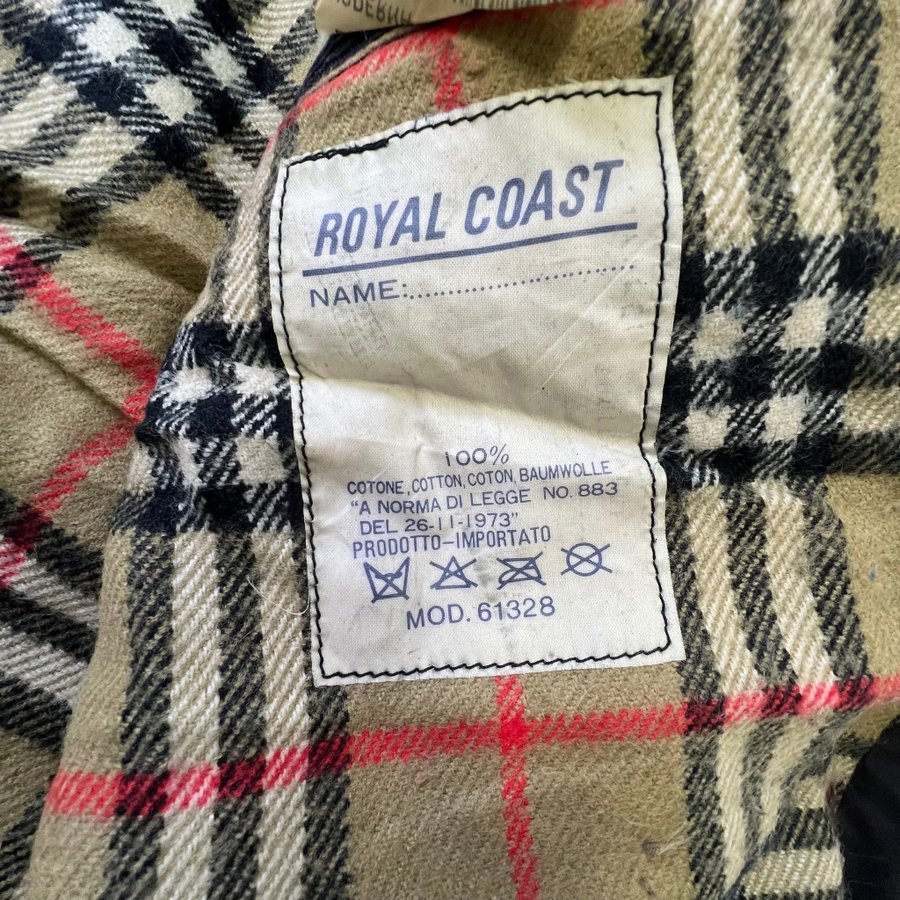 ROYAL COAST
NAME:..............................
100%
COTONE, COTTON, COTON, BAUMWOLLE
"A NORMA DI LEGGE NO. 883
DEL 26-11-1973"
PRODOTTO-IMPORTATO
MOD. 61328